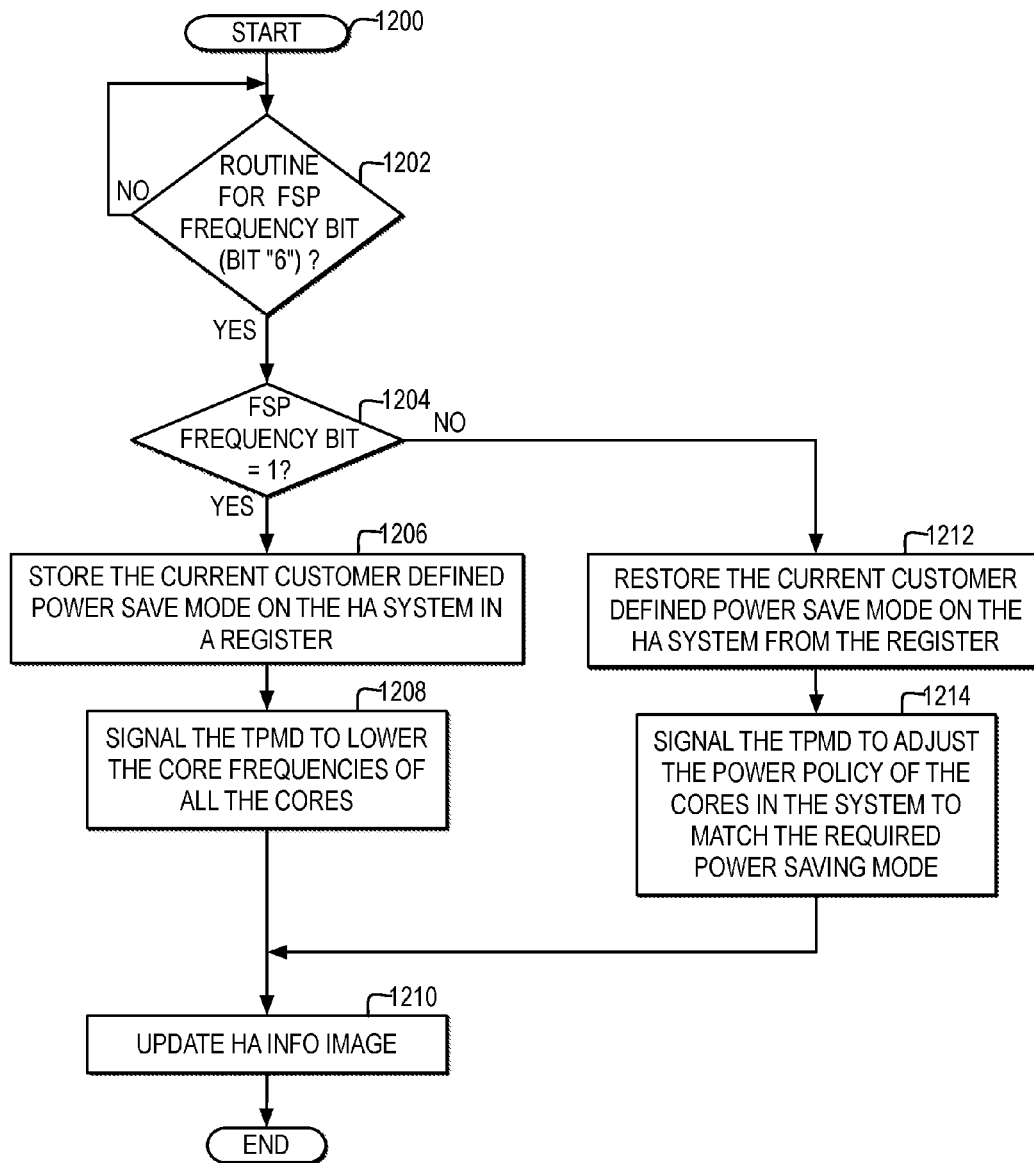 START
1200
ROUTINE
FOR FSP
FREQUENCY BIT
(BIT "6") ?
1202
NO
YES
FSP
FREQUENCY BIT
= 1?
1204
NO
YES
1206
STORE THE CURRENT CUSTOMER DEFINED
POWER SAVE MODE ON THE HA SYSTEM IN
A REGISTER
1212
RESTORE THE CURRENT CUSTOMER
DEFINED POWER SAVE MODE ON THE
HA SYSTEM FROM THE REGISTER
1208
SIGNAL THE TPMD TO LOWER
THE CORE FREQUENCIES OF
ALL THE CORES
1214
SIGNAL THE TPMD TO ADJUST
THE POWER POLICY OF THE
CORES IN THE SYSTEM TO
MATCH THE REQUIRED
POWER SAVING MODE
1210
UPDATE HA INFO IMAGE
END